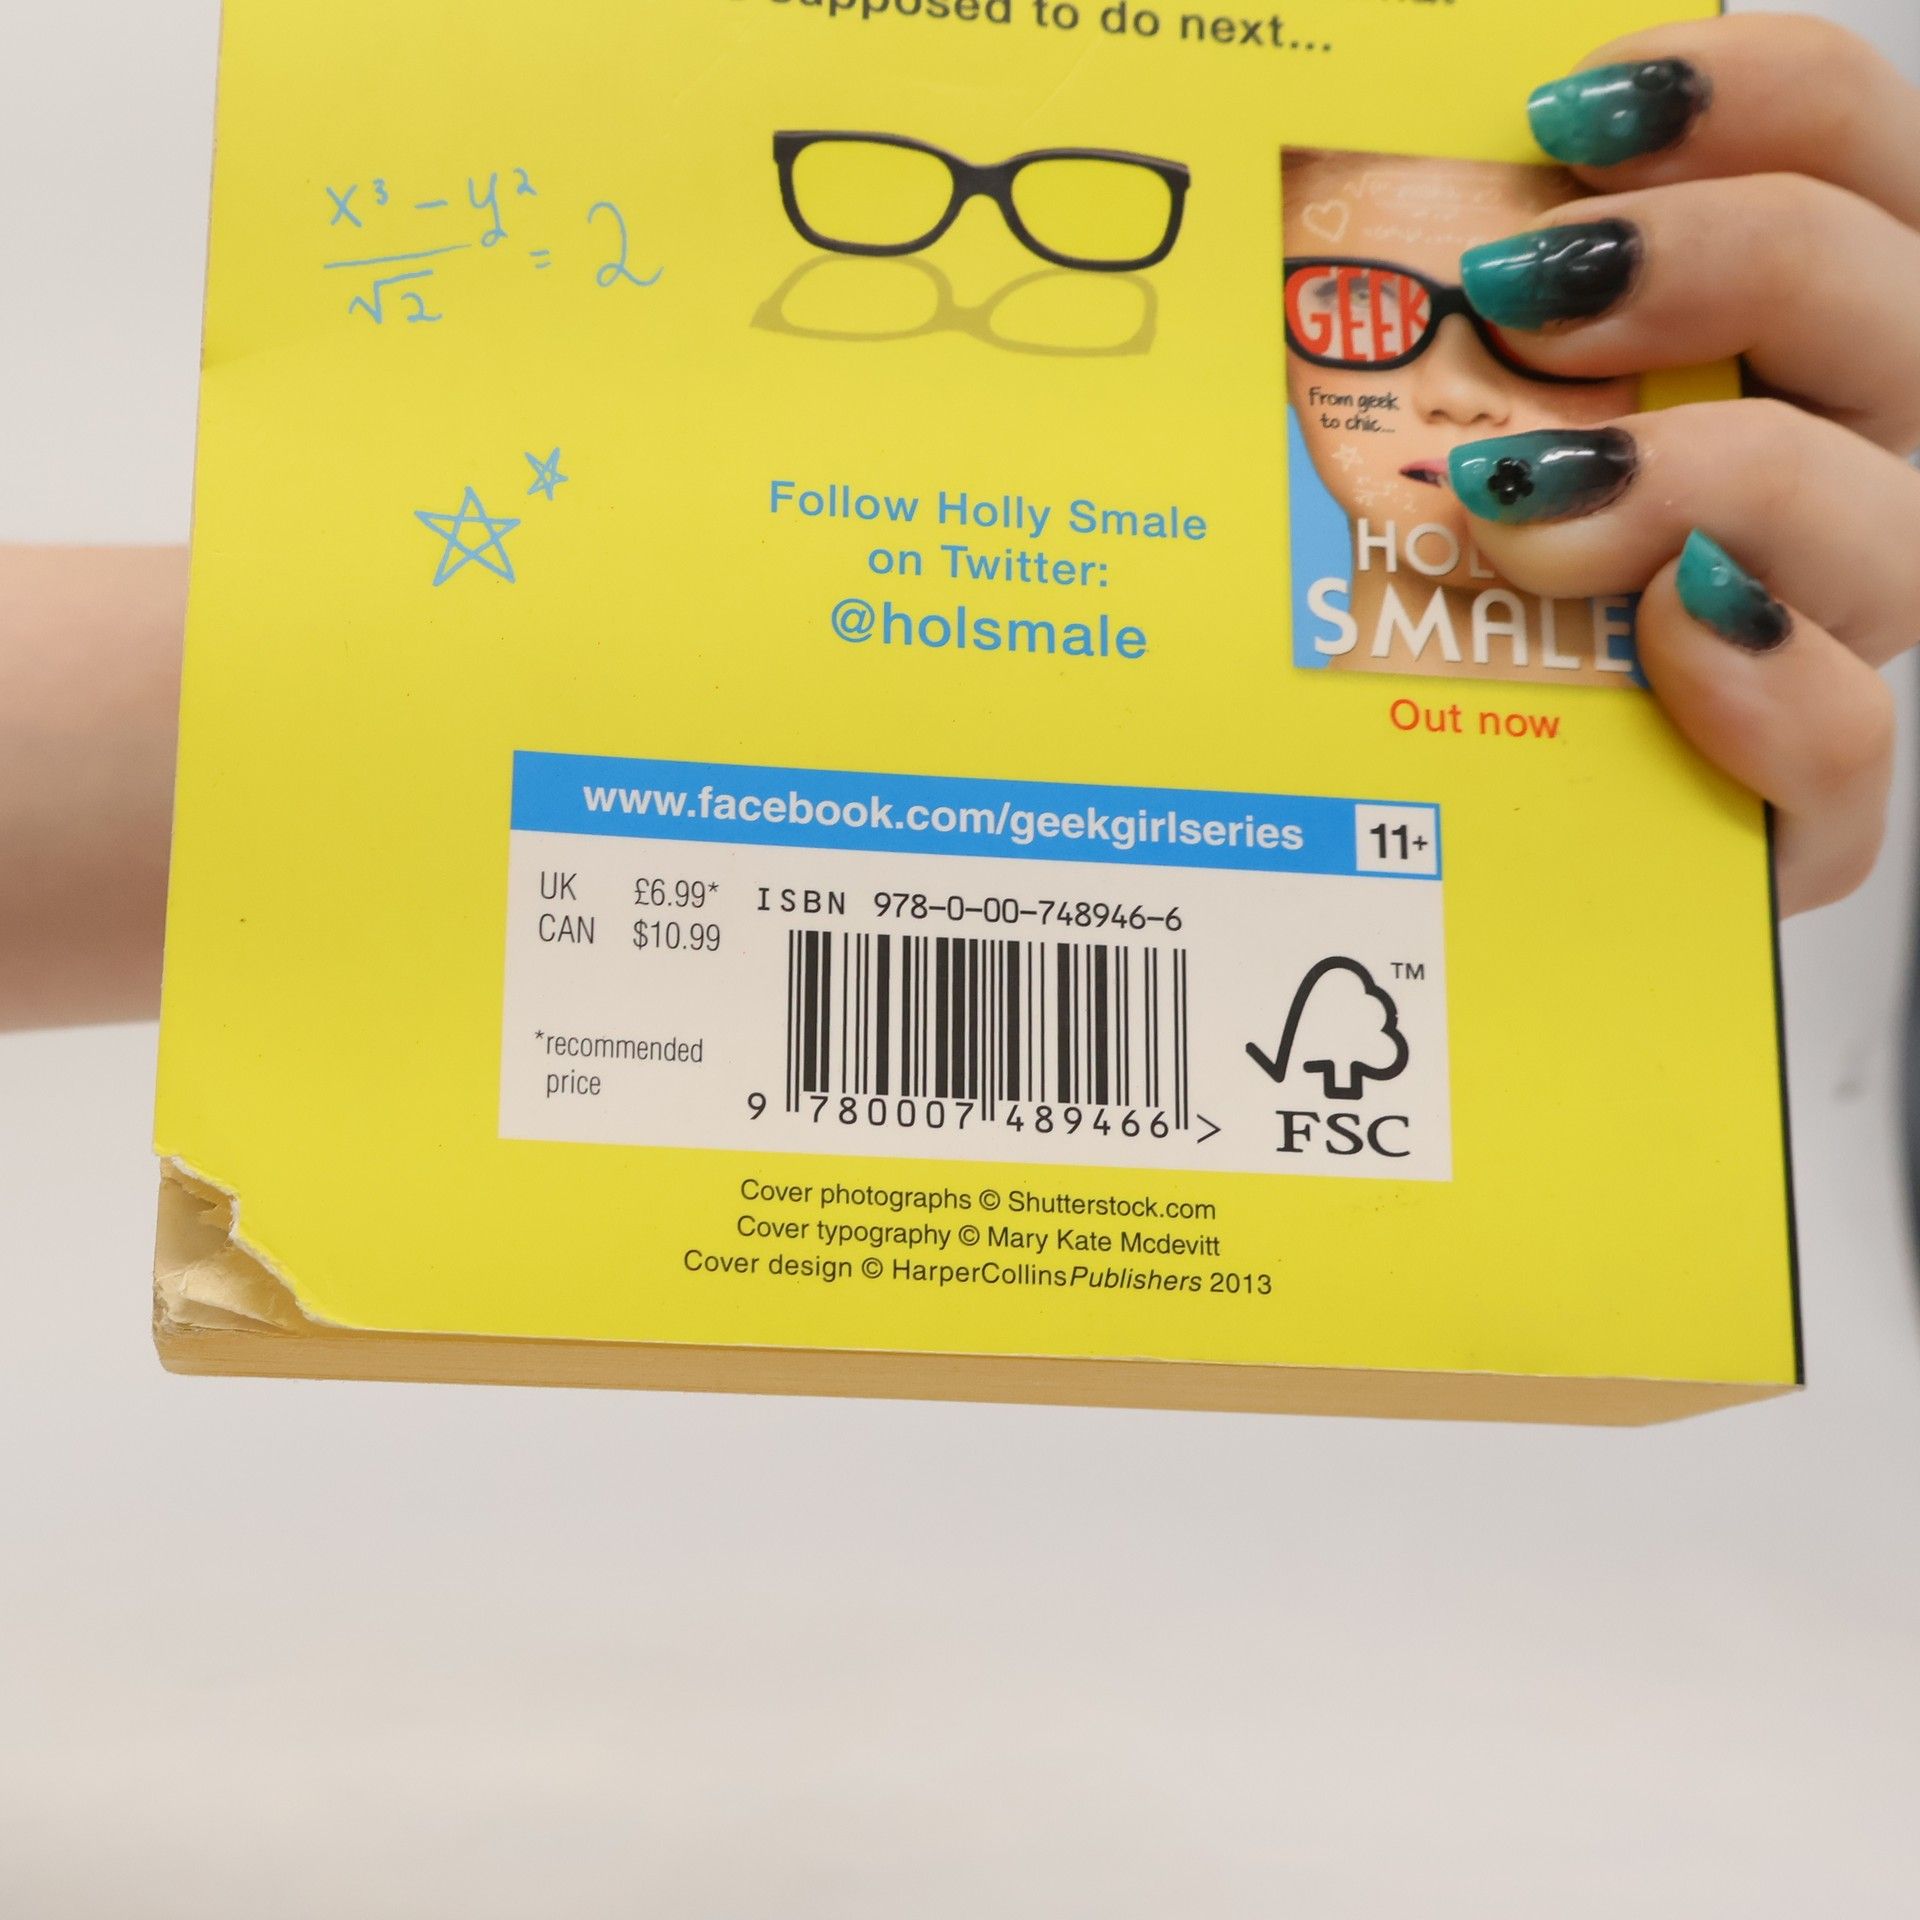 supposed to do next...
x³ – y²
= 2
√2
GEEK
From geek
to chic...
SMALE
Follow Holly Smale
on Twitter:
@holsmale
Out now
www.facebook.com/geekgirlseries 11+
UK £6.99*
CAN $10.99
*recommended
price
ISBN 978-0-00-748946-6
9 780007 489466 >
TM
FSC
Cover photographs © Shutterstock.com
Cover typography © Mary Kate Mcdevitt
Cover design © HarperCollinsPublishers 2013